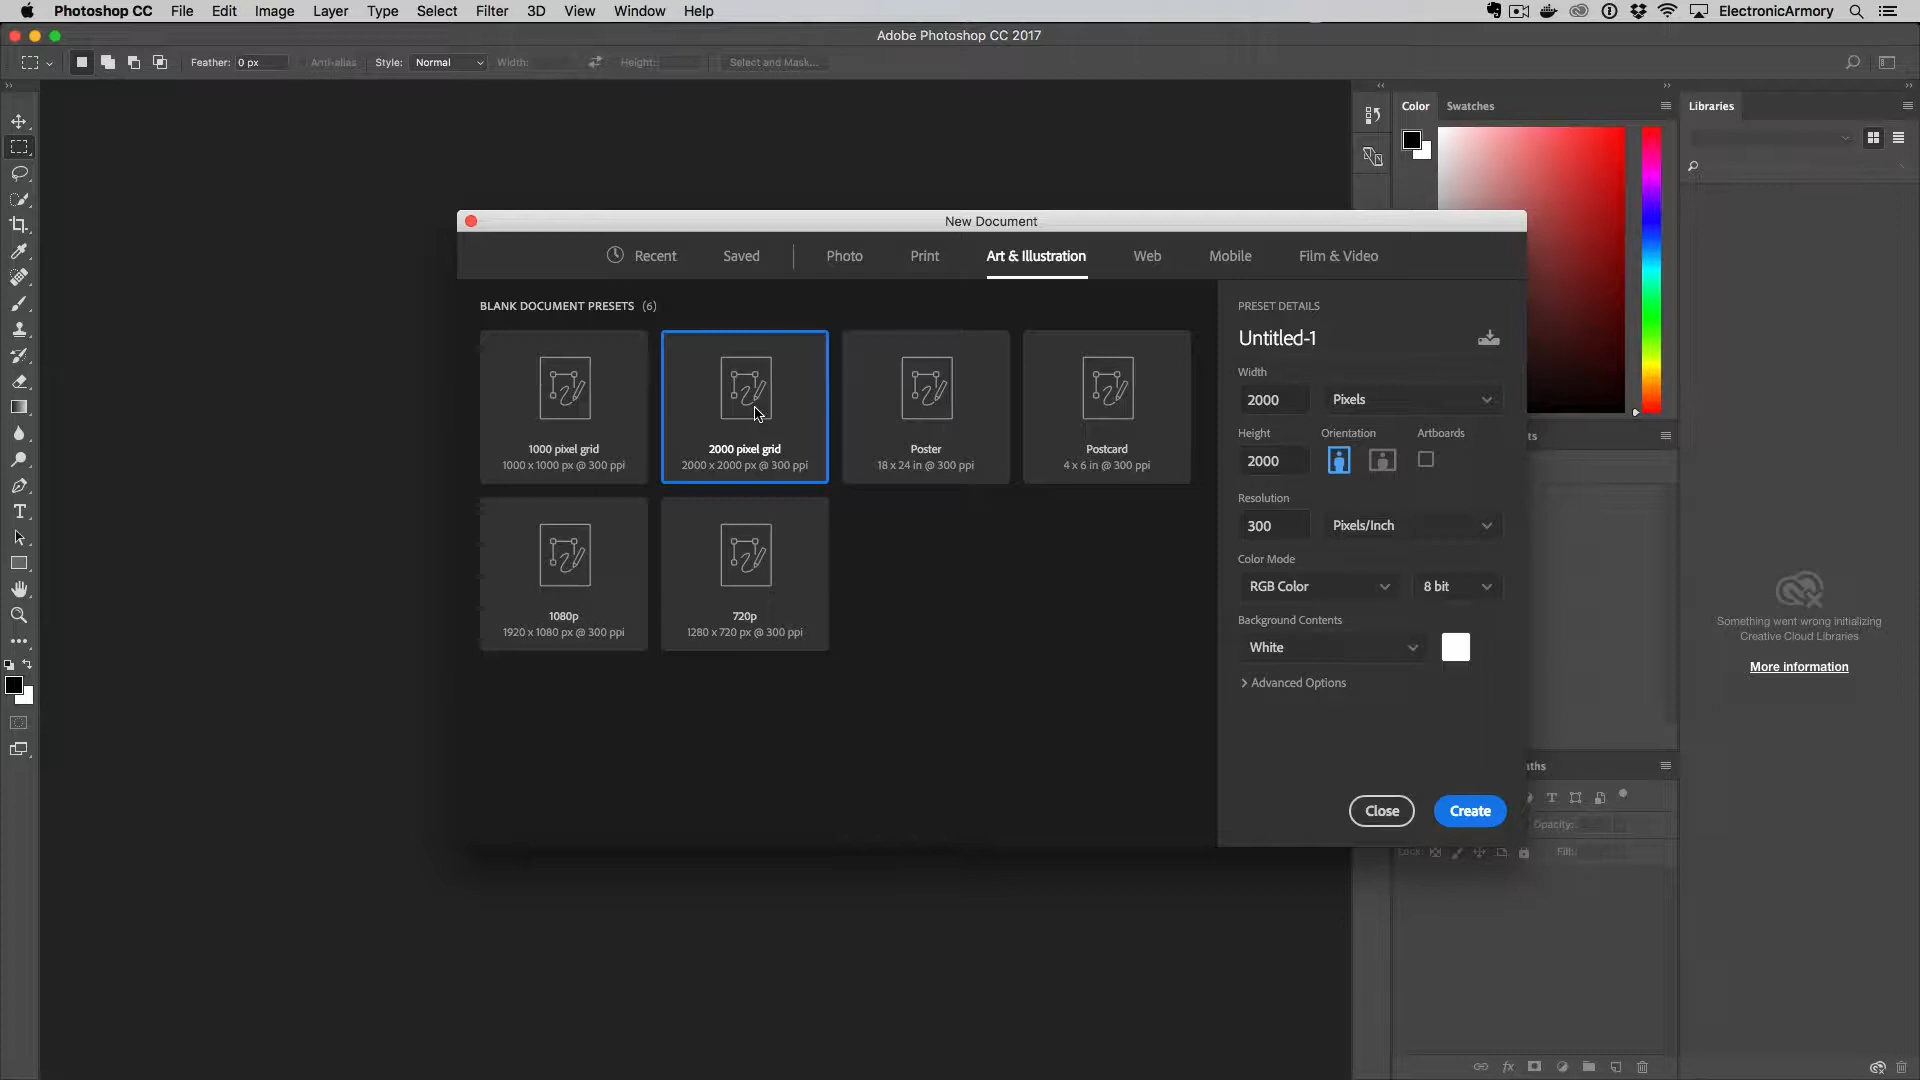 Photoshop CC File Edit Image Layer Type Select Filter 3D View Window Help ElectronicArmory
Adobe Photoshop CC 2017
Feather: 0 px Anti-alias Style: Normal Width: Height: Select and Mask...
Color Swatches
Libraries
New Document
Recent Saved Photo Print Art & Illustration Web Mobile Film & Video
BLANK DOCUMENT PRESETS (6)
1000 pixel grid
1000 x 1000 px @ 300 ppi
2000 pixel grid
2000 x 2000 px @ 300 ppi
Poster
18 x 24 in @ 300 ppi
Postcard
4 x 6 in @ 300 ppi
1080p
1920 x 1080 px @ 300 ppi
720p
1280 x 720 px @ 300 ppi
PRESET DETAILS
Untitled-1
Width
2000 Pixels
Height Orientation Artboards
2000
Resolution
300 Pixels/Inch
Color Mode
RGB Color 8 bit
Background Contents
White
Advanced Options
Close Create
Opacity:
Lock: Fill:
Something went wrong initializing
Creative Cloud Libraries
More information